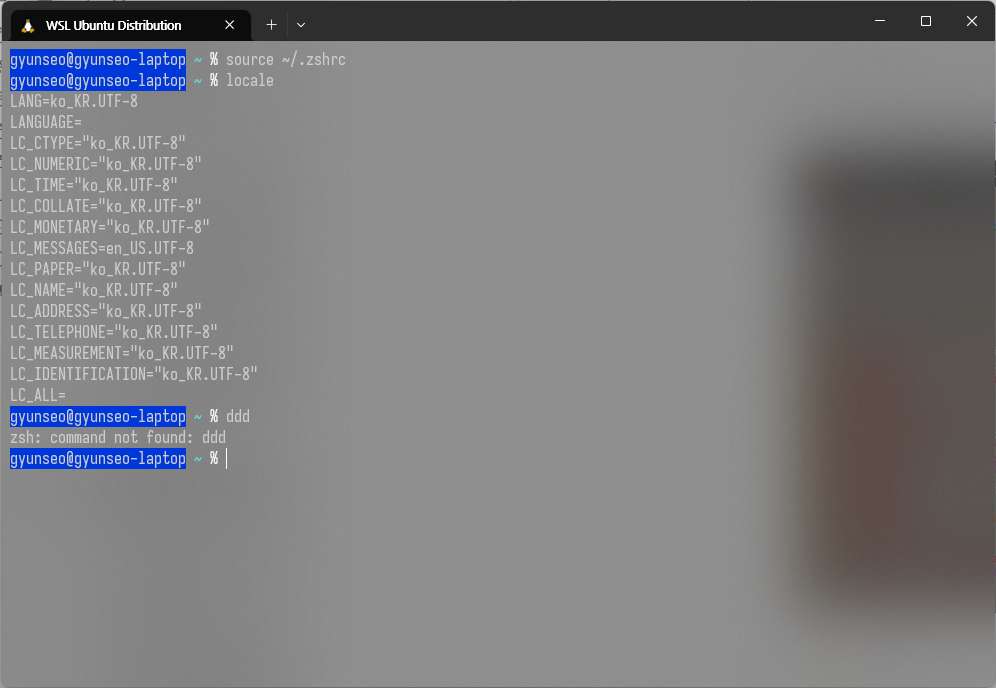 WSL Ubuntu Distribution
gyunseo@gyunseo-laptop ~ % source ~/.zshrc
gyunseo@gyunseo-laptop ~ % locale
LANG=ko_KR.UTF-8
LANGUAGE=
LC_CTYPE="ko_KR.UTF-8"
LC_NUMERIC="ko_KR.UTF-8"
LC_TIME="ko_KR.UTF-8"
LC_COLLATE="ko_KR.UTF-8"
LC_MONETARY="ko_KR.UTF-8"
LC_MESSAGES=en_US.UTF-8
LC_PAPER="ko_KR.UTF-8"
LC_NAME="ko_KR.UTF-8"
LC_ADDRESS="ko_KR.UTF-8"
LC_TELEPHONE="ko_KR.UTF-8"
LC_MEASUREMENT="ko_KR.UTF-8"
LC_IDENTIFICATION="ko_KR.UTF-8"
LC_ALL=
gyunseo@gyunseo-laptop ~ % ddd
zsh: command not found: ddd
gyunseo@gyunseo-laptop ~ %